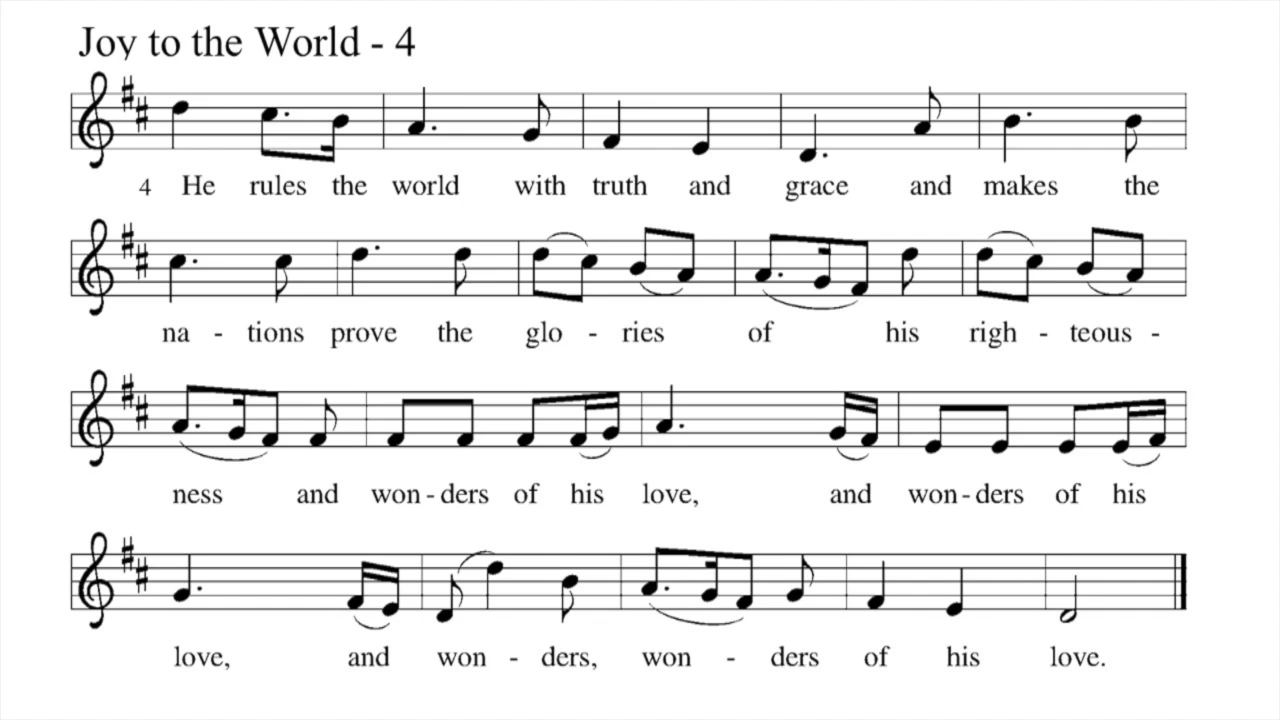 Joy to the World - 4
4 He rules the world with truth and grace and makes the
na - tions prove the glo - ries of his righ - teous -
ness and won - ders of his love, and won - ders of his
love, and won - ders, won - ders of his love.